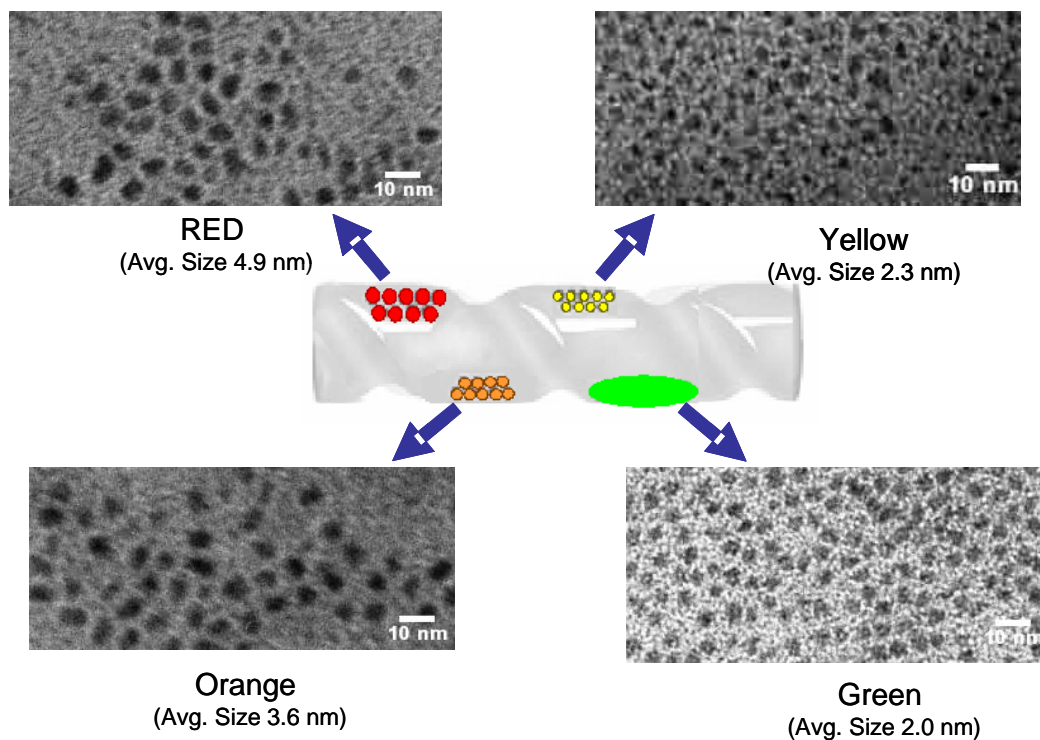 10 nm
10 nm
RED
(Avg. Size 4.9 nm)
Yellow
(Avg. Size 2.3 nm)
10 nm
10 nm
Orange
(Avg. Size 3.6 nm)
Green
(Avg. Size 2.0 nm)